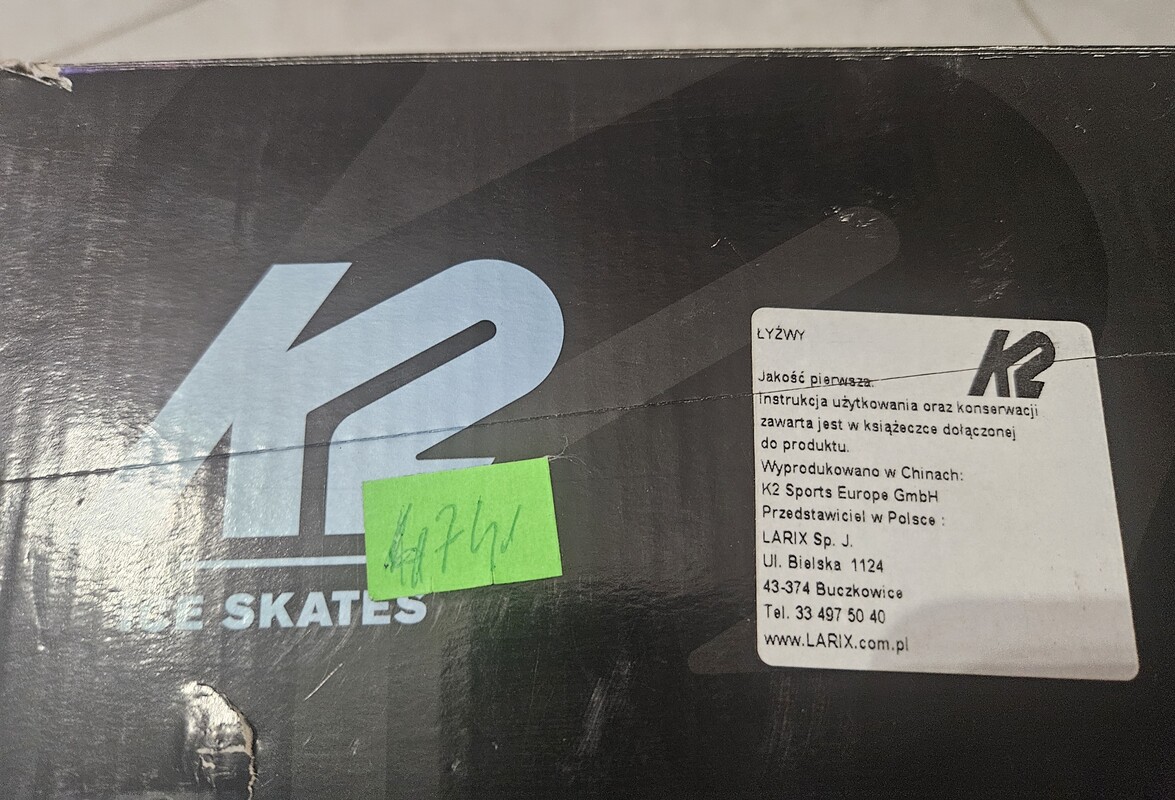 K2
ICE SKATES
ŁYŻWY
K2
Jakość pierwsza.
Instrukcja użytkowania oraz konserwacji
zawarta jest w książeczce dołączonej
do produktu.
Wyprodukowano w Chinach:
K2 Sports Europe GmbH
Przedstawiciel w Polsce :
LARIX Sp. J.
Ul. Bielska 1124
43-374 Buczkowice
Tel. 33 497 50 40
www.LARIX.com.pl